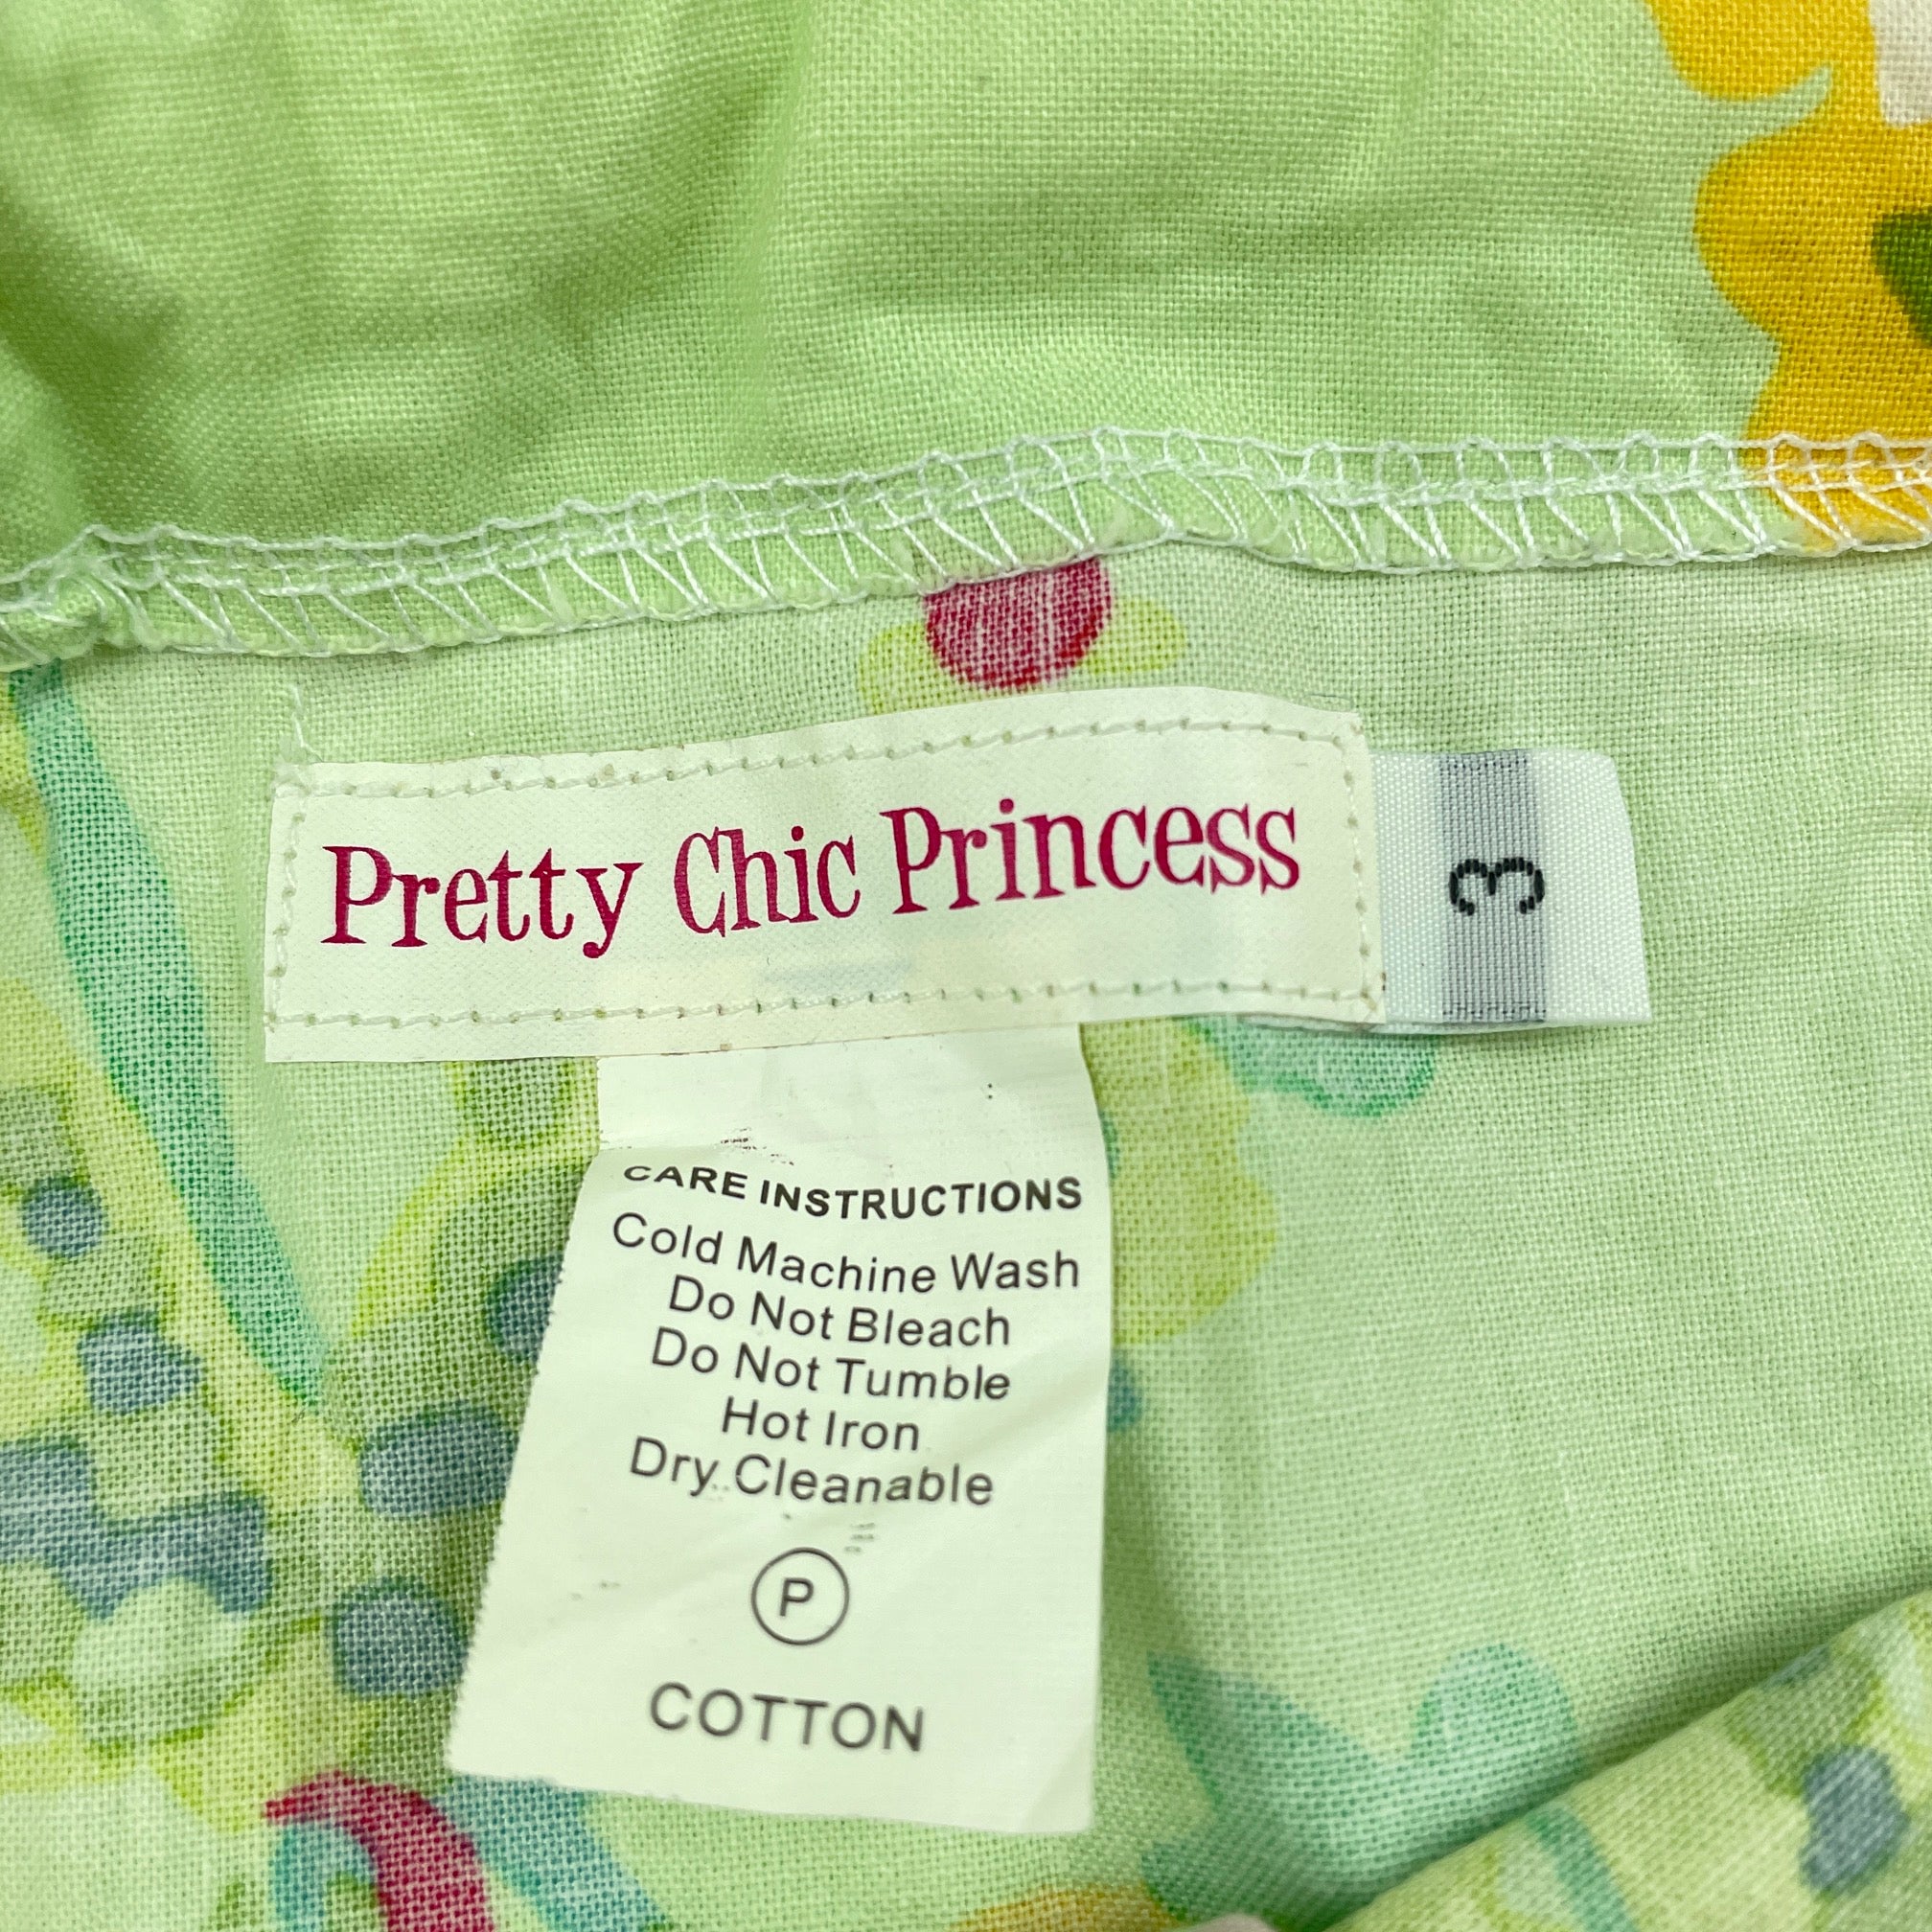 Pretty Chic Princess
3
CARE INSTRUCTIONS
Cold Machine Wash
Do Not Bleach
Do Not Tumble
Hot Iron
Dry Cleanable
P
COTTON